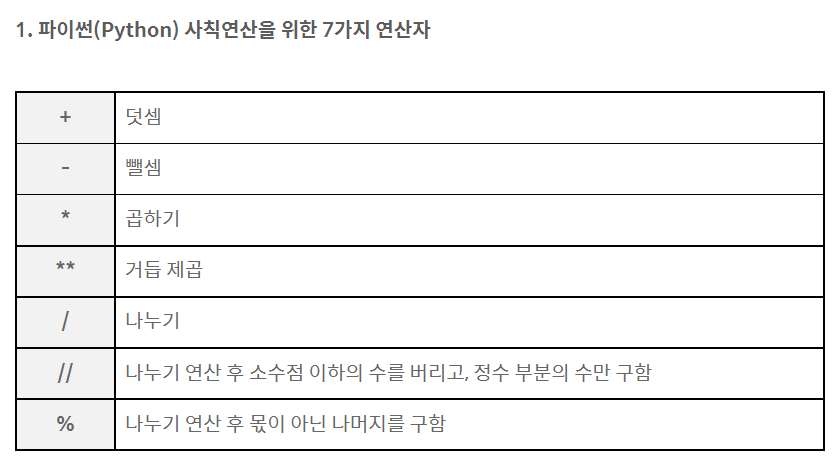 1. 파이썬(Python) 사칙연산을 위한 7가지 연산자
+ 덧셈
- 뺄셈
* 곱하기
** 거듭 제곱
/ 나누기
// 나누기 연산 후 소수점 이하의 수를 버리고, 정수 부분의 수만 구함
% 나누기 연산 후 몫이 아닌 나머지를 구함